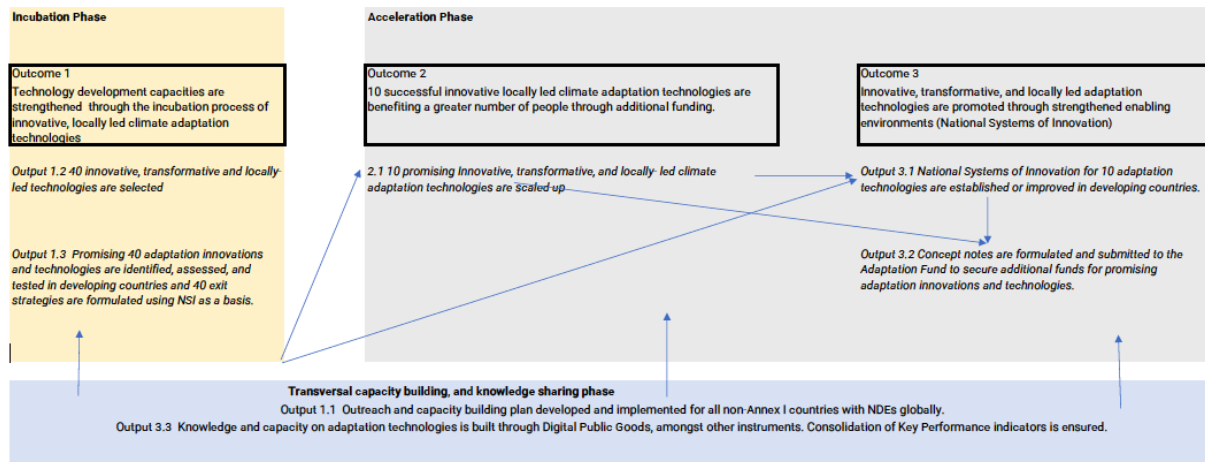 Incubation Phase
Acceleration Phase
Outcome 1
Technology development capacities are
strengthened through the incubation process of
innovative, locally led climate adaptation
technologies
Outcome 2
10 successful innovative locally led climate adaptation technologies are
benefiting a greater number of people through additional funding.
Outcome 3
Innovative, transformative, and locally led adaptation
technologies are promoted through strengthened enabling
environments (National Systems of Innovation)
Output 1.2 40 innovative, transformative and locally-
led technologies are selected
2.1 10 promising Innovative, transformative, and locally- led climate
adaptation technologies are scaled up
Output 3.1 National Systems of Innovation for 10 adaptation
technologies are established or improved in developing countries.
Output 1.3 Promising 40 adaptation innovations
and technologies are identified, assessed, and
tested in developing countries and 40 exit
strategies are formulated using NSI as a basis.
Output 3.2 Concept notes are formulated and submitted to the
Adaptation Fund to secure additional funds for promising
adaptation innovations and technologies.
Transversal capacity building, and knowledge sharing phase
Output 1.1 Outreach and capacity building plan developed and implemented for all non-Annex I countries with NDEs globally.
Output 3.3 Knowledge and capacity on adaptation technologies is built through Digital Public Goods, amongst other instruments. Consolidation of Key Performance indicators is ensured.